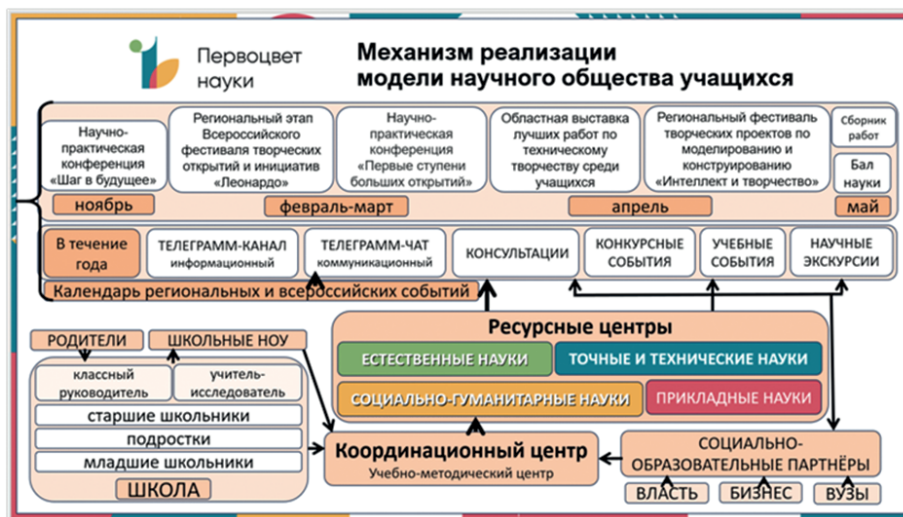 Первоцвет
науки
Механизм реализации
модели научного общества учащихся
Научно-
практическая
конференция
«Шаг в будущее»
Региональный этап
Всероссийского
фестиваля творческих
открытий и инициатив
«Леонардо»
Научно-
практическая
конференция
«Первые ступени
больших открытий»
Областная выставка
лучших работ по
техническому
творчеству среди
учащихся
Региональный фестиваль
творческих проектов по
моделированию и
конструированию
«Интеллект и творчество»
Сборник
работ
Бал
науки
ноябрь
февраль-март
апрель
май
В течение
года
ТЕЛЕГРАММ-КАНАЛ
информационный
ТЕЛЕГРАММ-ЧАТ
коммуникационный
КОНСУЛЬТАЦИИ
КОНКУРСНЫЕ
СОБЫТИЯ
УЧЕБНЫЕ
СОБЫТИЯ
НАУЧНЫЕ
ЭКСКУРСИИ
Календарь региональных и всероссийских событий
РОДИТЕЛИ
ШКОЛЬНЫЕ НОУ
классный
руководитель
учитель-
исследователь
старшие школьники
подростки
младшие школьники
ШКОЛА
Ресурсные центры
ЕСТЕСТВЕННЫЕ НАУКИ
ТОЧНЫЕ И ТЕХНИЧЕСКИЕ НАУКИ
СОЦИАЛЬНО-ГУМАНИТАРНЫЕ НАУКИ
ПРИКЛАДНЫЕ НАУКИ
Координационный центр
Учебно-методический центр
СОЦИАЛЬНО-
ОБРАЗОВАТЕЛЬНЫЕ ПАРТНЁРЫ
ВЛАСТЬ
БИЗНЕС
ВУЗЫ